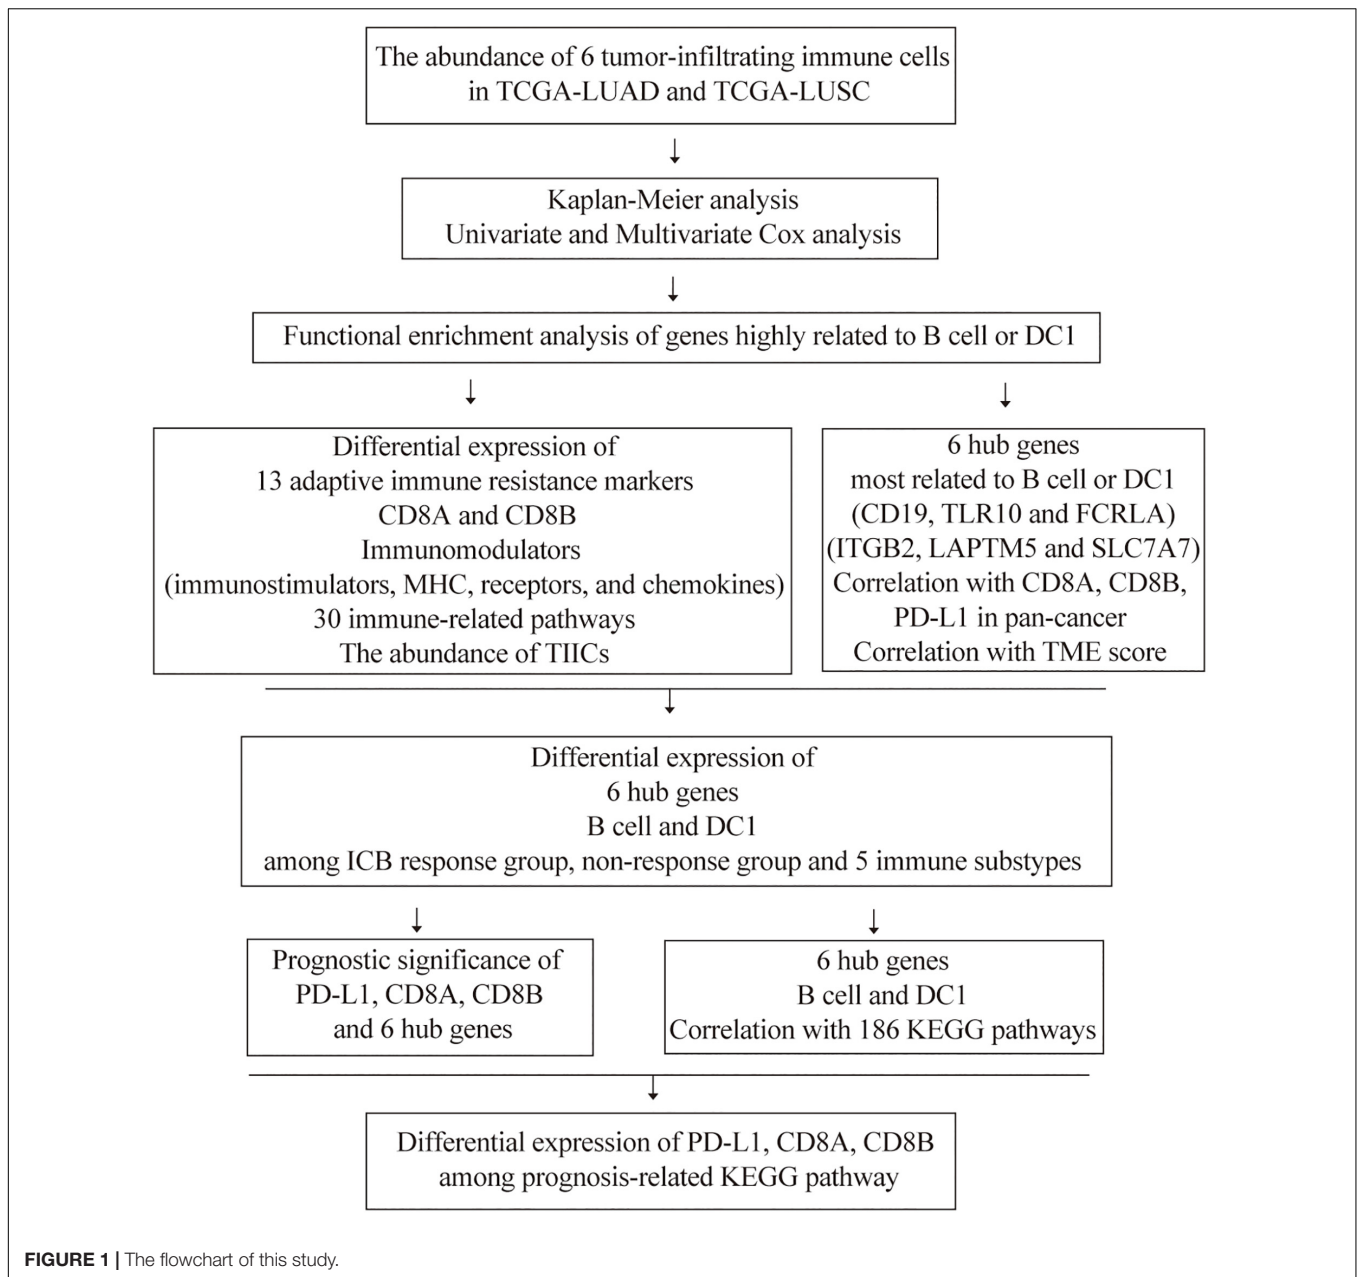 The abundance of 6 tumor-infiltrating immune cells
in TCGA-LUAD and TCGA-LUSC
Kaplan-Meier analysis
Univariate and Multivariate Cox analysis
Functional enrichment analysis of genes highly related to B cell or DC1
Differential expression of
13 adaptive immune resistance markers
CD8A and CD8B
Immunomodulators
(immunostimulators, MHC, receptors, and chemokines)
30 immune-related pathways
The abundance of TIICs
6 hub genes
most related to B cell or DC1
(CD19, TLR10 and FCRLA)
(ITGB2, LAPTM5 and SLC7A7)
Correlation with CD8A, CD8B,
PD-L1 in pan-cancer
Correlation with TME score
Differential expression of
6 hub genes
B cell and DC1
among ICB response group, non-response group and 5 immune substypes
Prognostic significance of
PD-L1, CD8A, CD8B
and 6 hub genes
6 hub genes
B cell and DC1
Correlation with 186 KEGG pathways
Differential expression of PD-L1, CD8A, CD8B
among prognosis-related KEGG pathway
FIGURE 1 | The flowchart of this study.